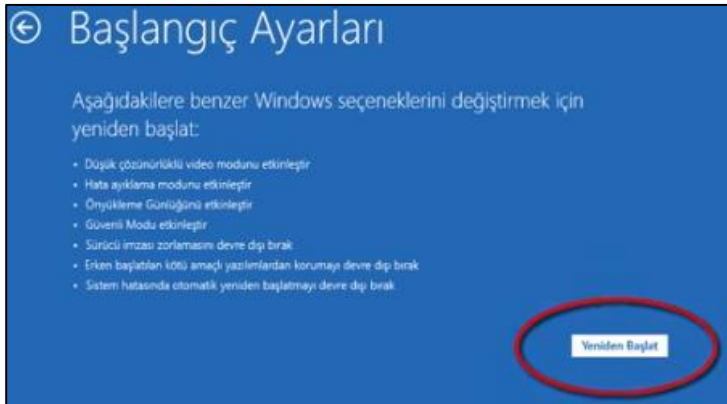 Başlangıç Ayarları
Aşağıdakilere benzer Windows seçeneklerini değiştirmek için
yeniden başlat:
• Düşük çözünürlüklü video modunu etkinleştir
• Hata ayıklama modunu etkinleştir
• Önyükleme Günlüğünü etkinleştir
• Güvenli Modu etkinleştir
• Sürücü imzası zorlamasını devre dışı bırak
• Erken başlatılan kötü amaçlı yazılımlardan korumayı devre dışı bırak
• Sistem hatasında otomatik yeniden başlatmayı devre dışı bırak
Yeniden Başlat